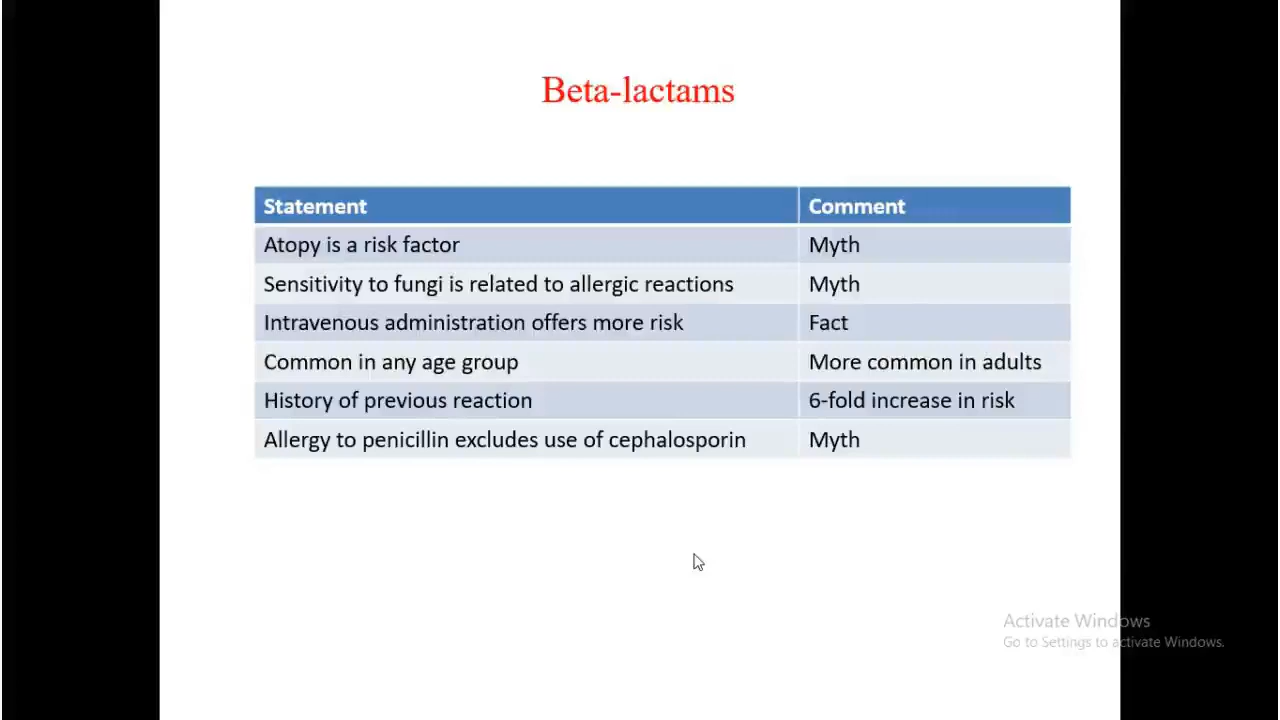 Beta-lactams
Statement Comment
Atopy is a risk factor Myth
Sensitivity to fungi is related to allergic reactions Myth
Intravenous administration offers more risk Fact
Common in any age group More common in adults
History of previous reaction 6-fold increase in risk
Allergy to penicillin excludes use of cephalosporin Myth
Activate Windows
Go to Settings to activate Windows.